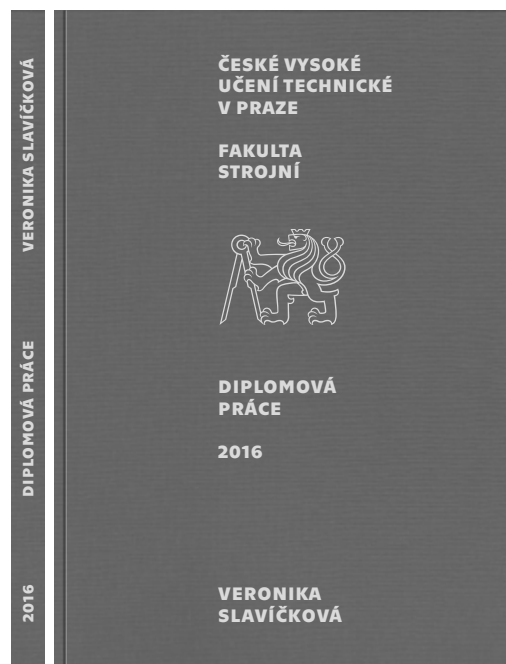 VERONIKA SLAVÍČKOVÁ
DIPLOMOVÁ PRÁCE
2016
ČESKÉ VYSOKÉ
UČENÍ TECHNICKÉ
V PRAZE
FAKULTA
STROJNÍ
DIPLOMOVÁ
PRÁCE
2016
VERONIKA
SLAVÍČKOVÁ